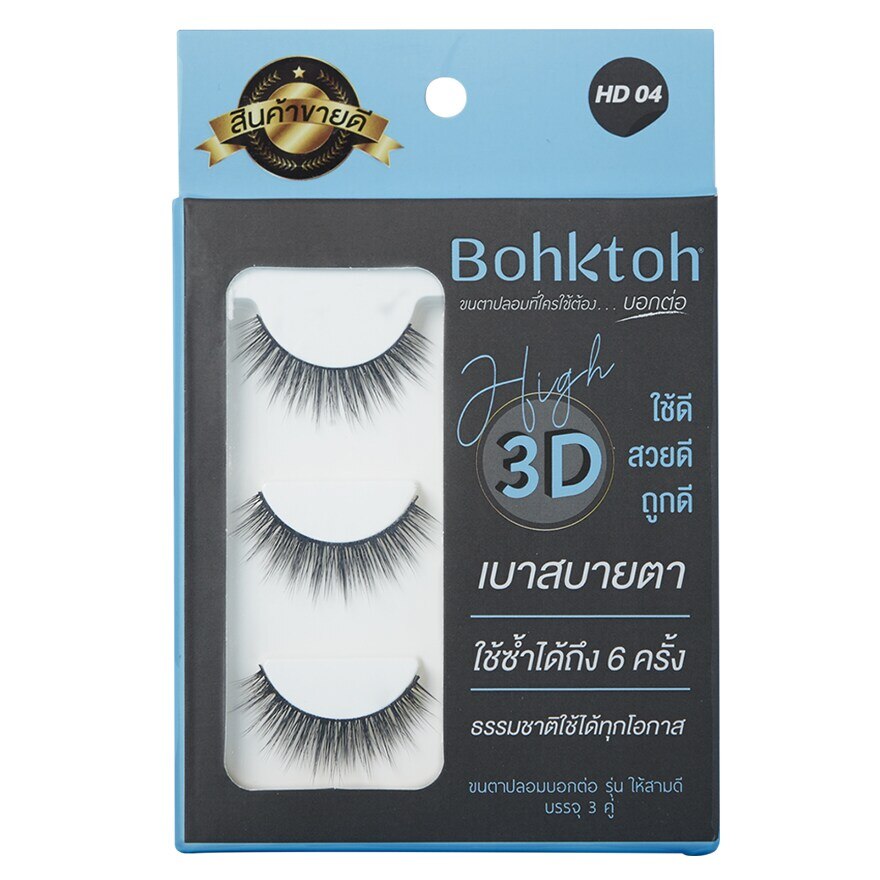 สินค้าขายดี
HD 04
Bohktoh®
ขนตาปลอมที่ใครใช้ต้อง... บอกต่อ
High
3D
ใช้ดี
สวยดี
ถูกดี
เบาสบายตา
ใช้ซ้ำได้ถึง 6 ครั้ง
ธรรมชาติใช้ได้ทุกโอกาส
ขนตาปลอมบอกต่อ รุ่น ให้สามดี
บรรจุ 3 คู่